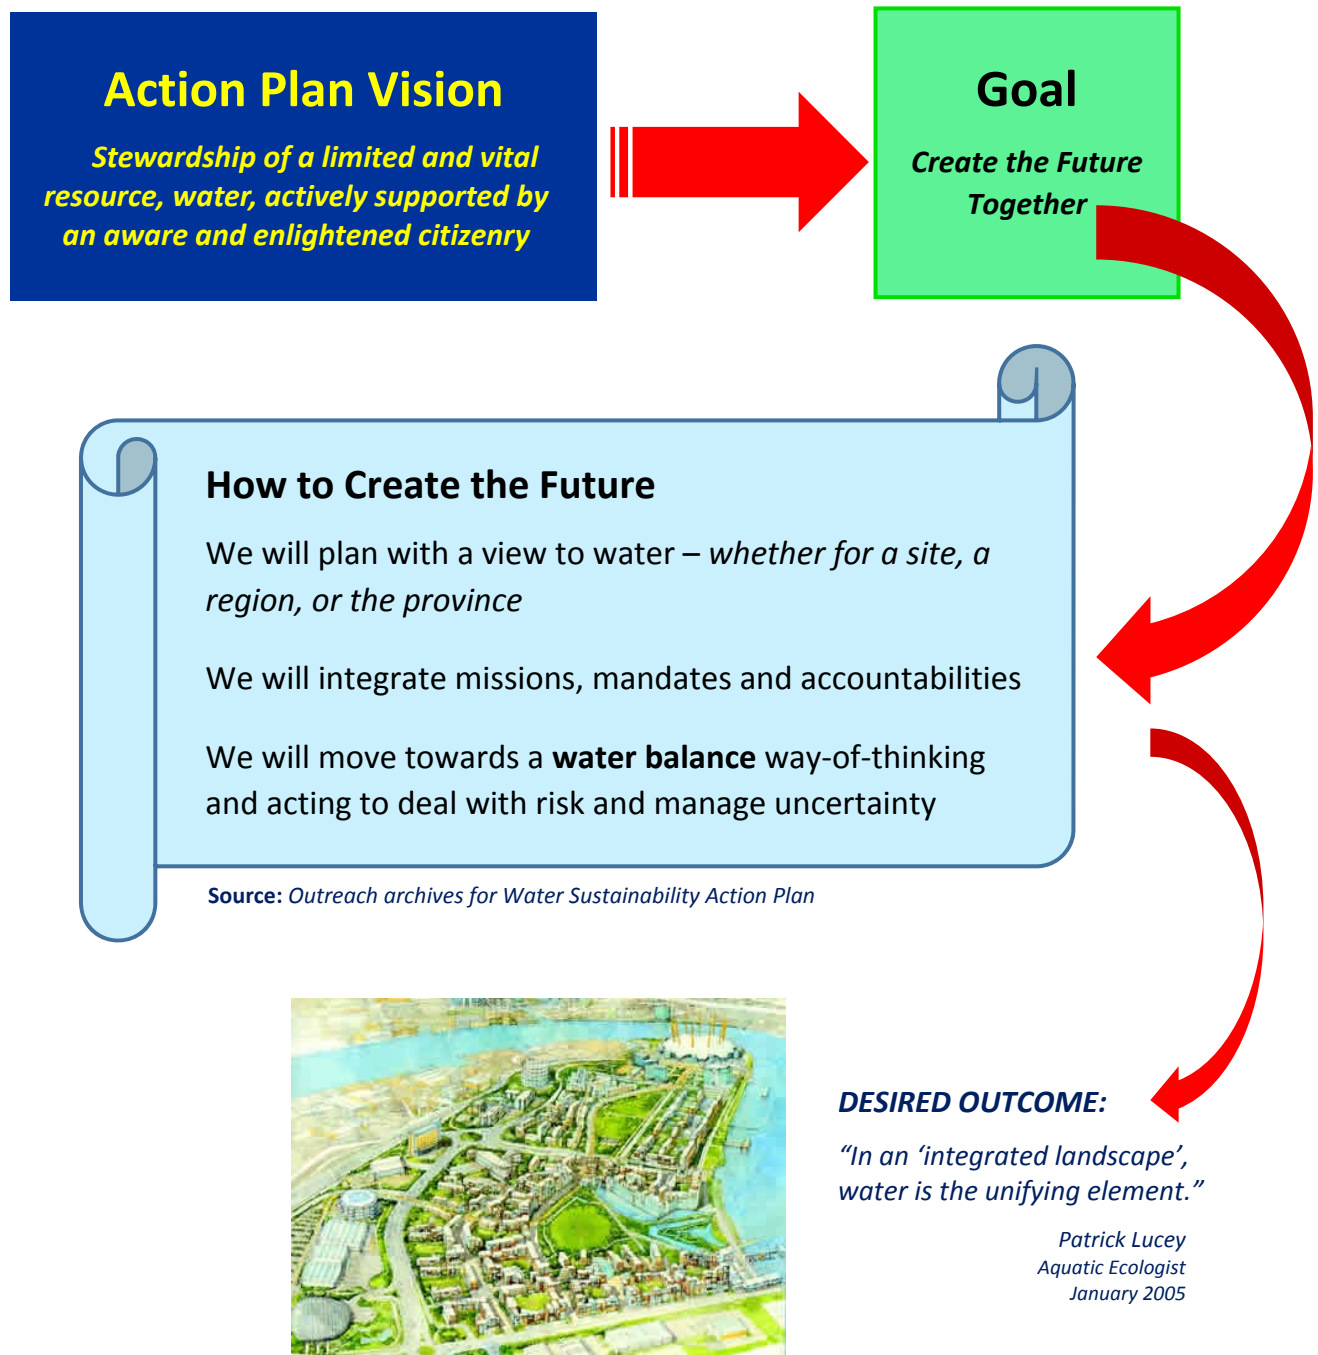 Action Plan Vision
Stewardship of a limited and vital
resource, water, actively supported by
an aware and enlightened citizenry
Goal
Create the Future
Together
How to Create the Future
We will plan with a view to water – whether for a site, a
region, or the province
We will integrate missions, mandates and accountabilities
We will move towards a water balance way-of-thinking
and acting to deal with risk and manage uncertainty
Source: Outreach archives for Water Sustainability Action Plan
DESIRED OUTCOME:
“In an ‘integrated landscape’,
water is the unifying element.”
Patrick Lucey
Aquatic Ecologist
January 2005